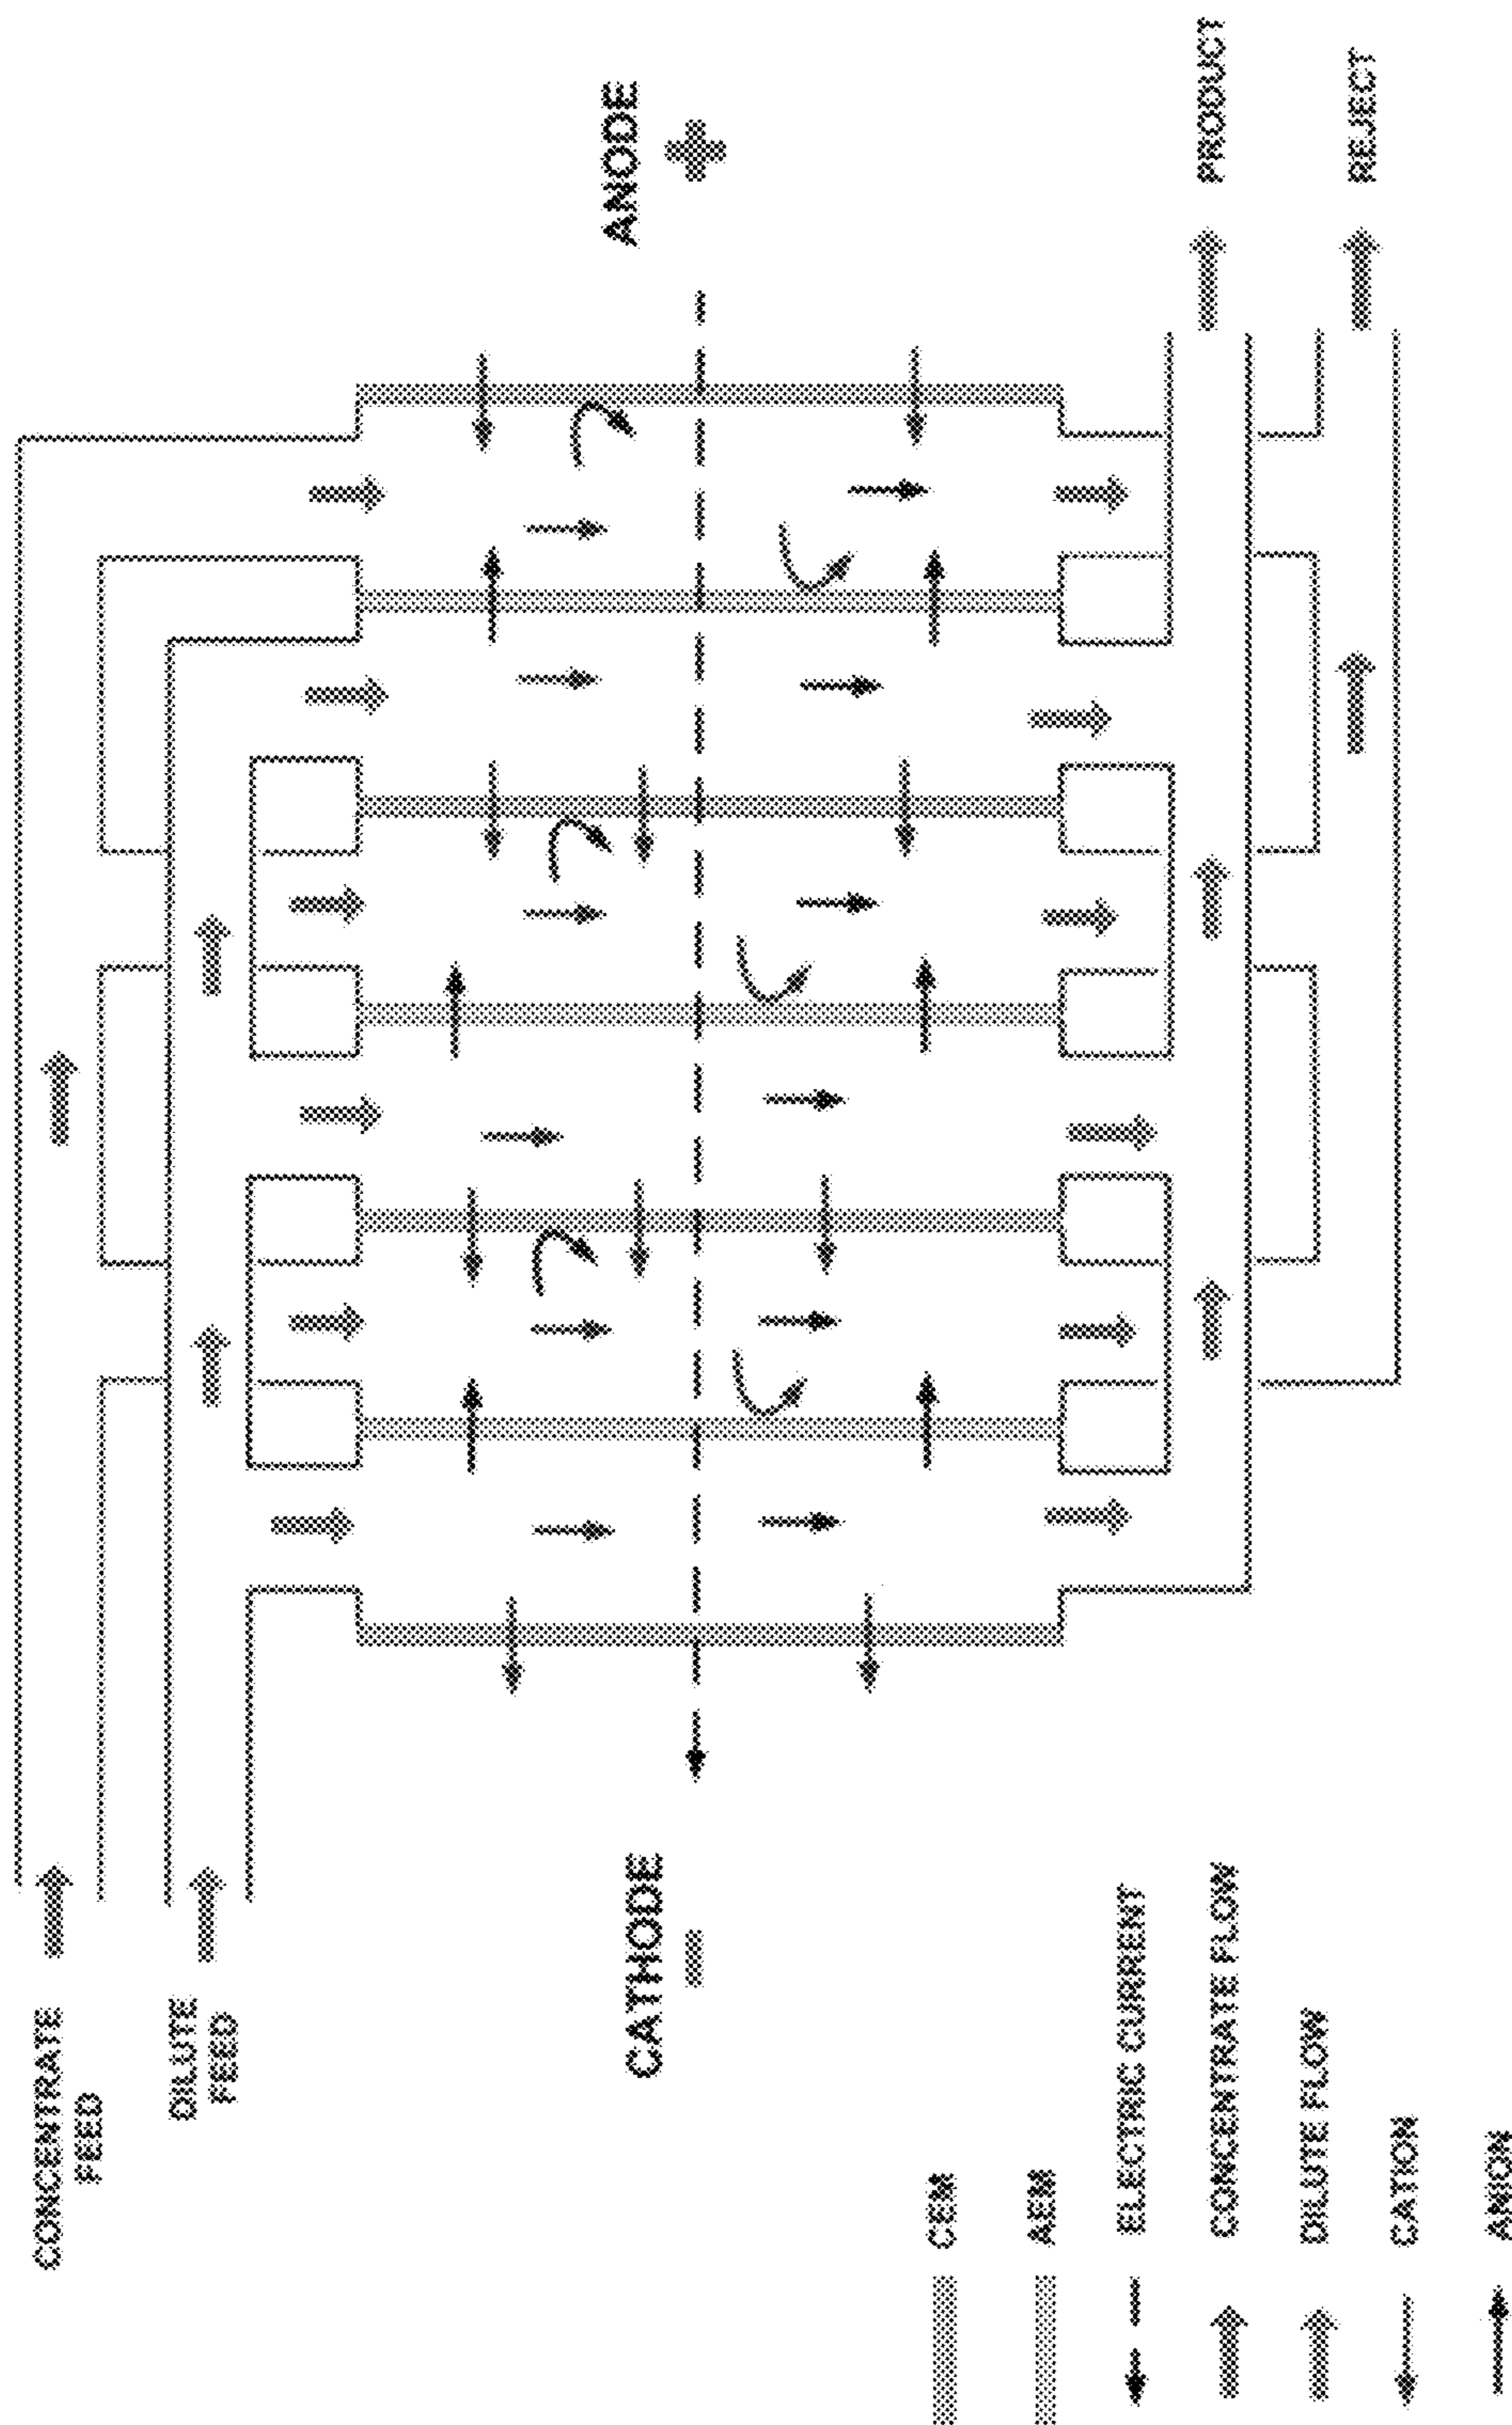 CONCENTRATE
FEED
DILUTE
FEED
CATHODE
−
ANODE
+
PRODUCT
REJECT
CEM
AEM
ELECTRIC CURRENT
CONCENTRATE FLOW
DILUTE FLOW
CATION
ANION